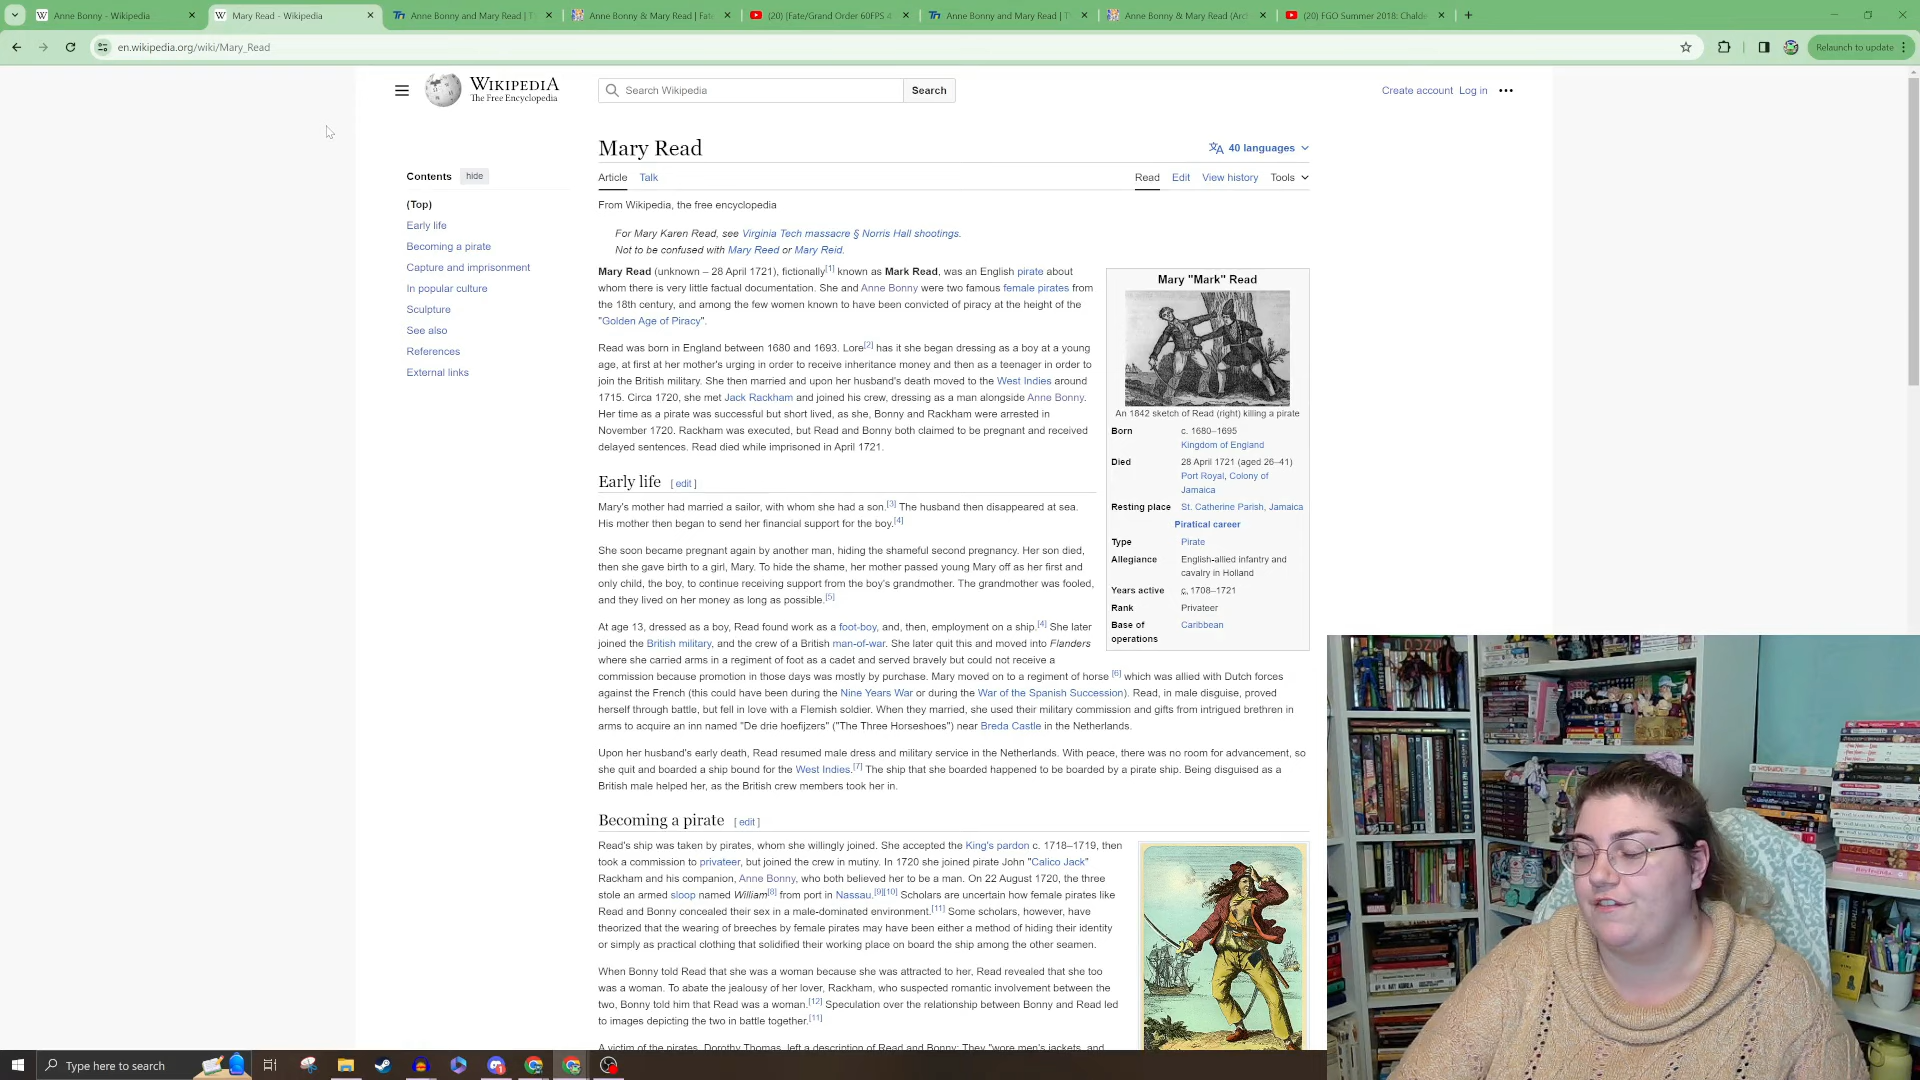 Anne Bonny - Wikipedia
Mary Read - Wikipedia
Anne Bonny and Mary Read | T
Anne Bonny & Mary Read | Fate
(20) [Fate/Grand Order 60FPS 4
Anne Bonny and Mary Read | T
Anne Bonny & Mary Read (Arc
(20) FGO Summer 2018: Chalde
en.wikipedia.org/wiki/Mary_Read
Relaunch to update
WIKIPEDIA
The Free Encyclopedia
Search Wikipedia
Search
Create account Log in
Mary Read
40 languages
Contents hide
(Top)
Early life
Becoming a pirate
Capture and imprisonment
In popular culture
Sculpture
See also
References
External links
Article Talk
Read Edit View history Tools
From Wikipedia, the free encyclopedia
For Mary Karen Read, see Virginia Tech massacre § Norris Hall shootings.
Not to be confused with Mary Reed or Mary Reid.
Mary Read (unknown – 28 April 1721), fictionally[1] known as Mark Read, was an English pirate about
whom there is very little factual documentation. She and Anne Bonny were two famous female pirates from
the 18th century, and among the few women known to have been convicted of piracy at the height of the
"Golden Age of Piracy".
Read was born in England between 1680 and 1693. Lore[2] has it she began dressing as a boy at a young
age, at first at her mother's urging in order to receive inheritance money and then as a teenager in order to
join the British military. She then married and upon her husband's death moved to the West Indies around
1715. Circa 1720, she met Jack Rackham and joined his crew, dressing as a man alongside Anne Bonny.
Her time as a pirate was successful but short lived, as she, Bonny and Rackham were arrested in
November 1720. Rackham was executed, but Read and Bonny both claimed to be pregnant and received
delayed sentences. Read died while imprisoned in April 1721.
Mary "Mark" Read
An 1842 sketch of Read (right) killing a pirate
Born c. 1680–1695
Kingdom of England
Died 28 April 1721 (aged 26–41)
Port Royal, Colony of
Jamaica
Resting place St. Catherine Parish, Jamaica
Piratical career
Type Pirate
Allegiance English-allied infantry and
cavalry in Holland
Years active c. 1708–1721
Rank Privateer
Base of operations Caribbean
Early life [ edit ]
Mary's mother had married a sailor, with whom she had a son.[3] The husband then disappeared at sea.
His mother then began to send her financial support for the boy.[4]
She soon became pregnant again by another man, hiding the shameful second pregnancy. Her son died,
then she gave birth to a girl, Mary. To hide the shame, her mother passed young Mary off as her first and
only child, the boy, to continue receiving support from the boy's grandmother. The grandmother was fooled,
and they lived on her money as long as possible.[5]
At age 13, dressed as a boy, Read found work as a foot-boy, and, then, employment on a ship.[4] She later
joined the British military, and the crew of a British man-of-war. She later quit this and moved into Flanders
where she carried arms in a regiment of foot as a cadet and served bravely but could not receive a
commission because promotion in those days was mostly by purchase. Mary moved on to a regiment of horse [6] which was allied with Dutch forces
against the French (this could have been during the Nine Years War or during the War of the Spanish Succession). Read, in male disguise, proved
herself through battle, but fell in love with a Flemish soldier. When they married, she used their military commission and gifts from intrigued brethren in
arms to acquire an inn named "De drie hoefijzers" ("The Three Horseshoes") near Breda Castle in the Netherlands.
Upon her husband's early death, Read resumed male dress and military service in the Netherlands. With peace, there was no room for advancement, so
she quit and boarded a ship bound for the West Indies.[7] The ship that she boarded happened to be boarded by a pirate ship. Being disguised as a
British male helped her, as the British crew members took her in.
Becoming a pirate [ edit ]
Read's ship was taken by pirates, whom she willingly joined. She accepted the King's pardon c. 1718–1719, then
took a commission to privateer, but joined the crew in mutiny. In 1720 she joined pirate John "Calico Jack"
Rackham and his companion, Anne Bonny, who both believed her to be a man. On 22 August 1720, the three
stole an armed sloop named William[8] from port in Nassau.[9][10] Scholars are uncertain how female pirates like
Read and Bonny concealed their sex in a male-dominated environment.[11] Some scholars, however, have
theorized that the wearing of breeches by female pirates may have been either a method of hiding their identity
or simply as practical clothing that solidified their working place on board the ship among the other seamen.
When Bonny told Read that she was a woman because she was attracted to her, Read revealed that she too
was a woman. To abate the jealousy of her lover, Rackham, who suspected romantic involvement between the
two, Bonny told him that Read was a woman.[12] Speculation over the relationship between Bonny and Read led
to images depicting the two in battle together.[11]
A victim of the pirates, Dorothy Thomas, left a description of Read and Bonny: They "wore men's jackets, and
Type here to search